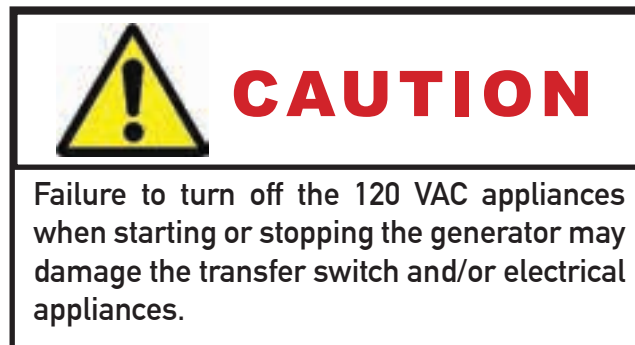 CAUTION
Failure to turn off the 120 VAC appliances
when starting or stopping the generator may
damage the transfer switch and/or electrical
appliances.